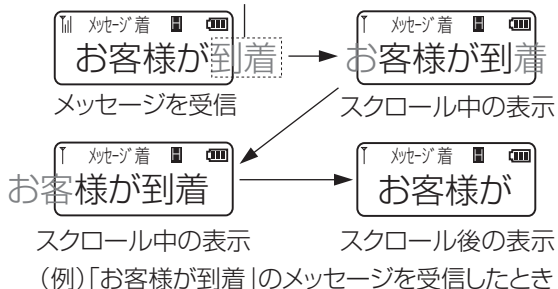 メッセージ着
お客様が到着
メッセージを受信
メッセージ着
お客様が到着
スクロール中の表示
メッセージ着
お客様が到着
スクロール中の表示
メッセージ着
お客様が
スクロール後の表示
(例)「お客様が到着」のメッセージを受信したとき